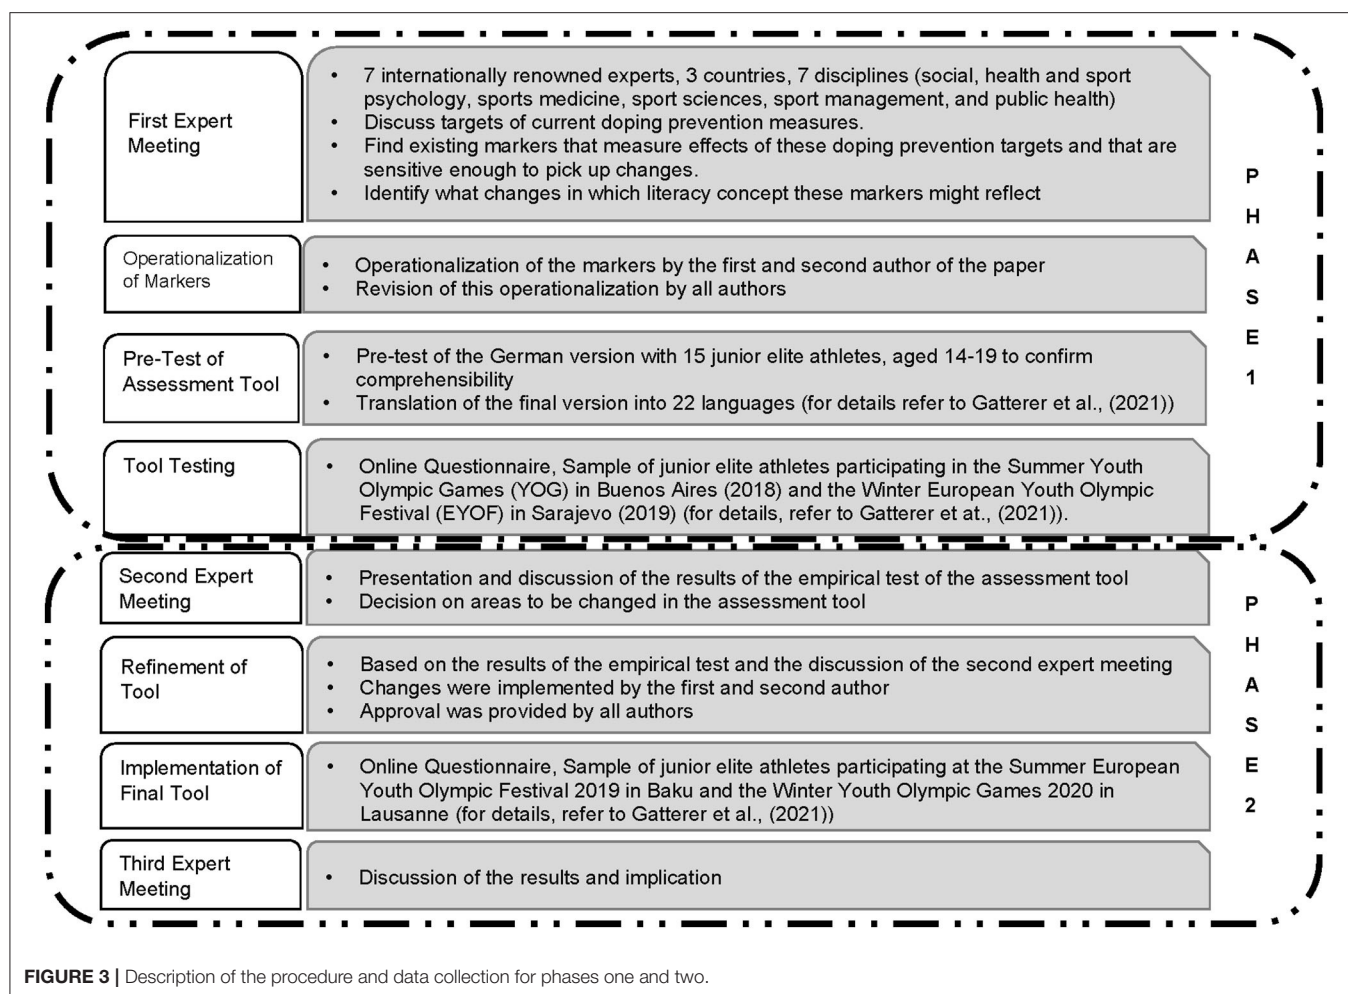 First Expert
Meeting
• 7 internationally renowned experts, 3 countries, 7 disciplines (social, health and sport
psychology, sports medicine, sport sciences, sport management, and public health)
• Discuss targets of current doping prevention measures.
• Find existing markers that measure effects of these doping prevention targets and that are
sensitive enough to pick up changes.
• Identify what changes in which literacy concept these markers might reflect
Operationalization
of Markers
• Operationalization of the markers by the first and second author of the paper
• Revision of this operationalization by all authors
Pre-Test of
Assessment Tool
• Pre-test of the German version with 15 junior elite athletes, aged 14-19 to confirm
comprehensibility
• Translation of the final version into 22 languages (for details refer to Gatterer et al., (2021))
Tool Testing
• Online Questionnaire, Sample of junior elite athletes participating in the Summer Youth
Olympic Games (YOG) in Buenos Aires (2018) and the Winter European Youth Olympic
Festival (EYOF) in Sarajevo (2019) (for details, refer to Gatterer et at., (2021)).
P
H
A
S
E
1
Second Expert
Meeting
• Presentation and discussion of the results of the empirical test of the assessment tool
• Decision on areas to be changed in the assessment tool
Refinement of
Tool
• Based on the results of the empirical test and the discussion of the second expert meeting
• Changes were implemented by the first and second author
• Approval was provided by all authors
Implementation of
Final Tool
• Online Questionnaire, Sample of junior elite athletes participating at the Summer European
Youth Olympic Festival 2019 in Baku and the Winter Youth Olympic Games 2020 in
Lausanne (for details, refer to Gatterer et al., (2021))
Third Expert
Meeting
• Discussion of the results and implication
P
H
A
S
E
2
FIGURE 3 | Description of the procedure and data collection for phases one and two.